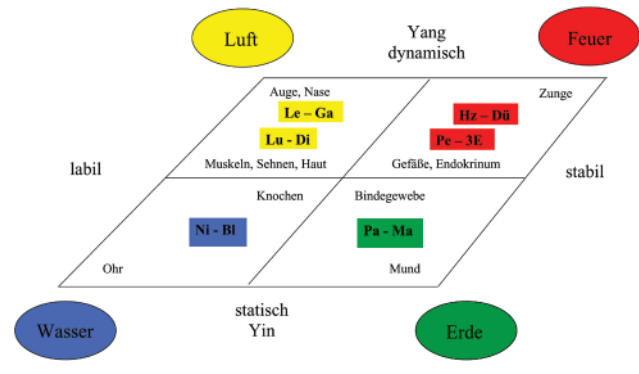 Luft
Yang
dynamisch
Feuer
Auge, Nase
Zunge
Le – Ga
Hz – Dü
Lu - Di
Pe – 3E
labil
Muskeln, Sehnen, Haut
Gefäße, Endokrinum
stabil
Knochen
Bindegewebe
Ni - Bl
Pa - Ma
Ohr
Mund
Wasser
statisch
Yin
Erde